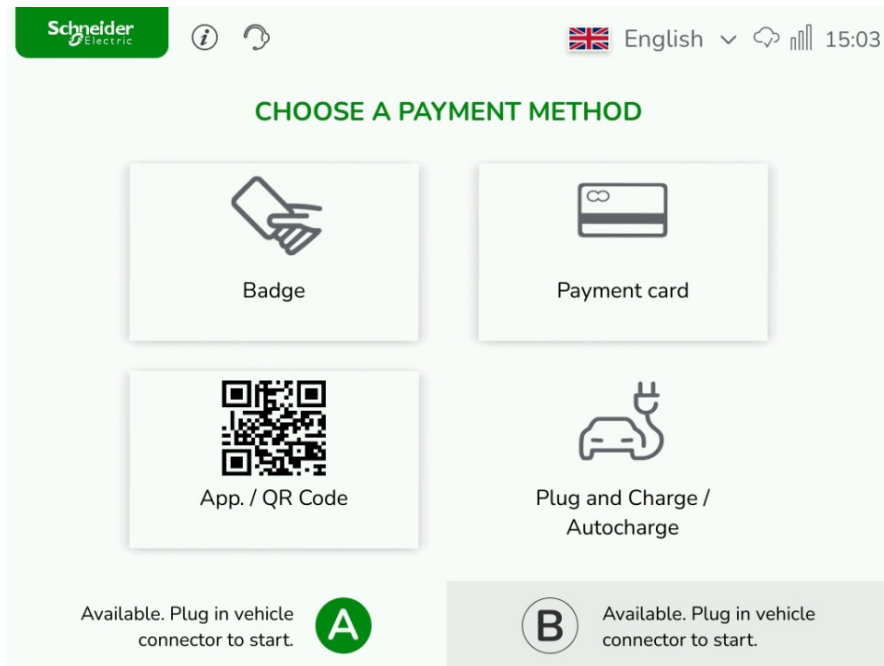 Schneider
Electric
English
15:03
CHOOSE A PAYMENT METHOD
Badge
Payment card
App. / QR Code
Plug and Charge /
Autocharge
Available. Plug in vehicle
connector to start.
A
B
Available. Plug in vehicle
connector to start.